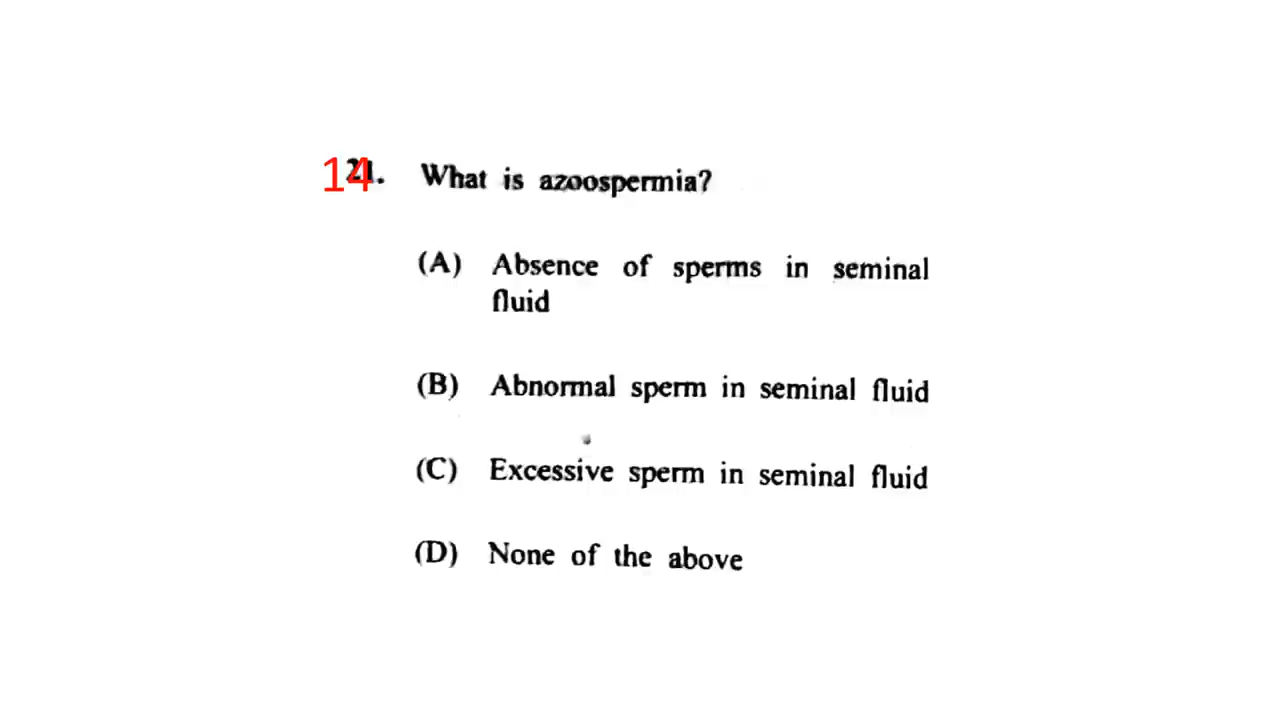 14 21. What is azoospermia?
(A) Absence of sperms in seminal
fluid
(B) Abnormal sperm in seminal fluid
(C) Excessive sperm in seminal fluid
(D) None of the above